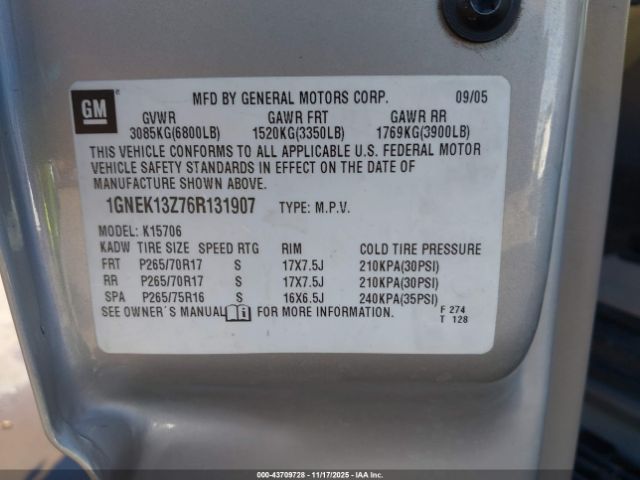 GM
MFD BY GENERAL MOTORS CORP. 09/05
GVWR GAWR FRT GAWR RR
3085KG(6800LB) 1520KG(3350LB) 1769KG(3900LB)
THIS VEHICLE CONFORMS TO ALL APPLICABLE U.S. FEDERAL MOTOR
VEHICLE SAFETY STANDARDS IN EFFECT ON THE DATE OF
MANUFACTURE SHOWN ABOVE.
1GNEK13Z76R131907 TYPE: M.P.V.
MODEL: K15706
KADW TIRE SIZE SPEED RTG RIM COLD TIRE PRESSURE
FRT P265/70R17 S 17X7.5J 210KPA(30PSI)
RR P265/70R17 S 17X7.5J 210KPA(30PSI)
SPA P265/75R16 S 16X6.5J 240KPA(35PSI)
SEE OWNER'S MANUAL FOR MORE INFORMATION.
F 274
T 128
000-43709728 - 11/17/2025 - IAAI.COM